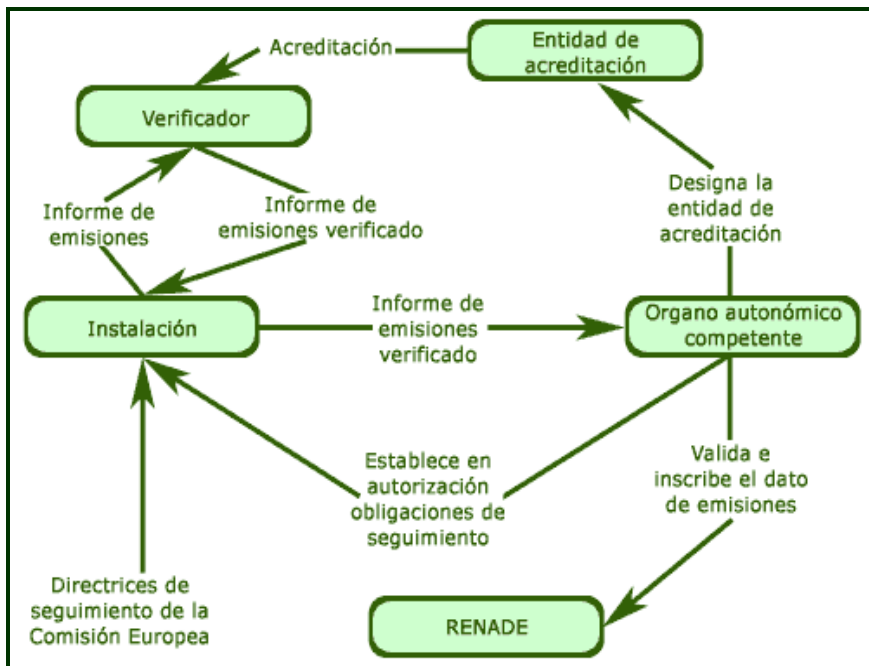 Acreditación
Entidad de
acreditación
Verificador
Informe de
emisiones
Informe de
emisiones verificado
Designa la
entidad de
acreditación
Instalación
Informe de
emisiones
verificado
Organo autonómico
competente
Establece en
autorización
obligaciones de
seguimiento
Valida e
inscribe el dato
de emisiones
Directrices de
seguimiento de la
Comisión Europea
RENADE